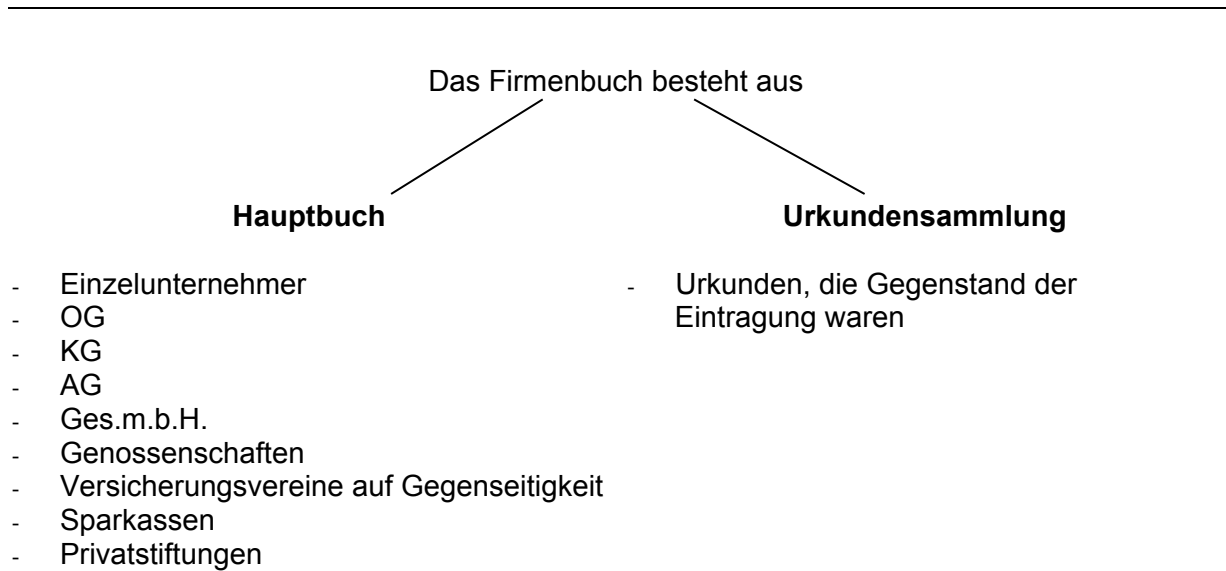 Das Firmenbuch besteht aus
Hauptbuch
- Einzelunternehmer
- OG
- KG
- AG
- Ges.m.b.H.
- Genossenschaften
- Versicherungsvereine auf Gegenseitigkeit
- Sparkassen
- Privatstiftungen
Urkundensammlung
- Urkunden, die Gegenstand der
Eintragung waren